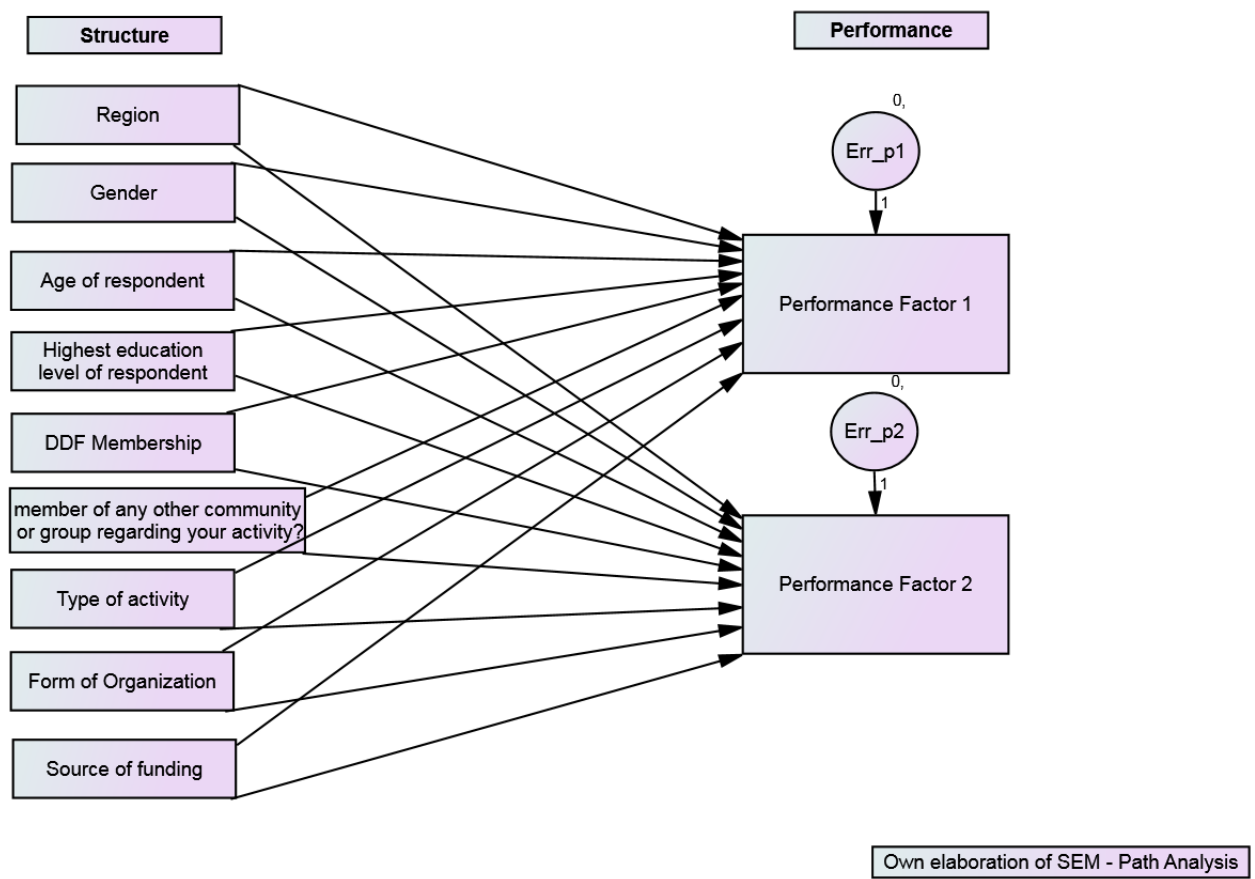 Structure
Performance
Region
Gender
Age of respondent
Highest education
level of respondent
DDF Membership
member of any other community
or group regarding your activity?
Type of activity
Form of Organization
Source of funding
0,
Err_p1
1
Performance Factor 1
0,
Err_p2
1
Performance Factor 2
Own elaboration of SEM - Path Analysis